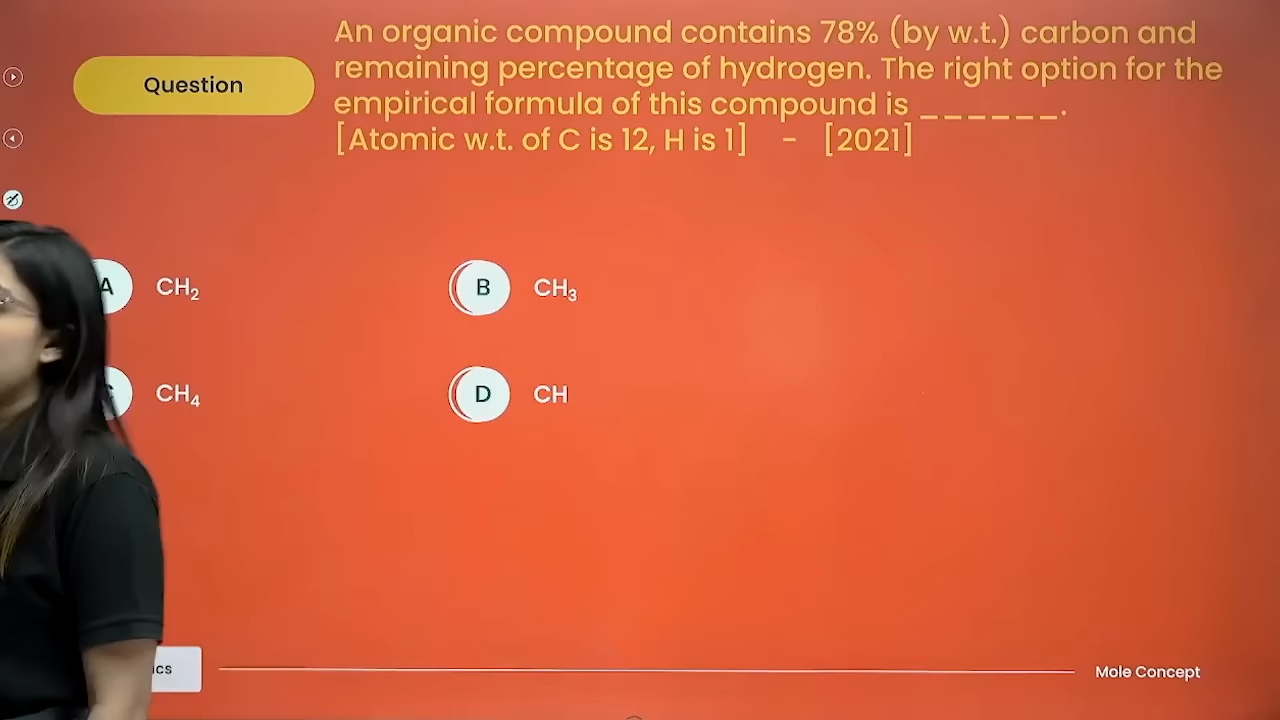 Question
An organic compound contains 78% (by w.t.) carbon and
remaining percentage of hydrogen. The right option for the
empirical formula of this compound is ______.
[Atomic w.t. of C is 12, H is 1] - [2021]
A CH₂
B CH₃
CH₄
D CH
Mole Concept